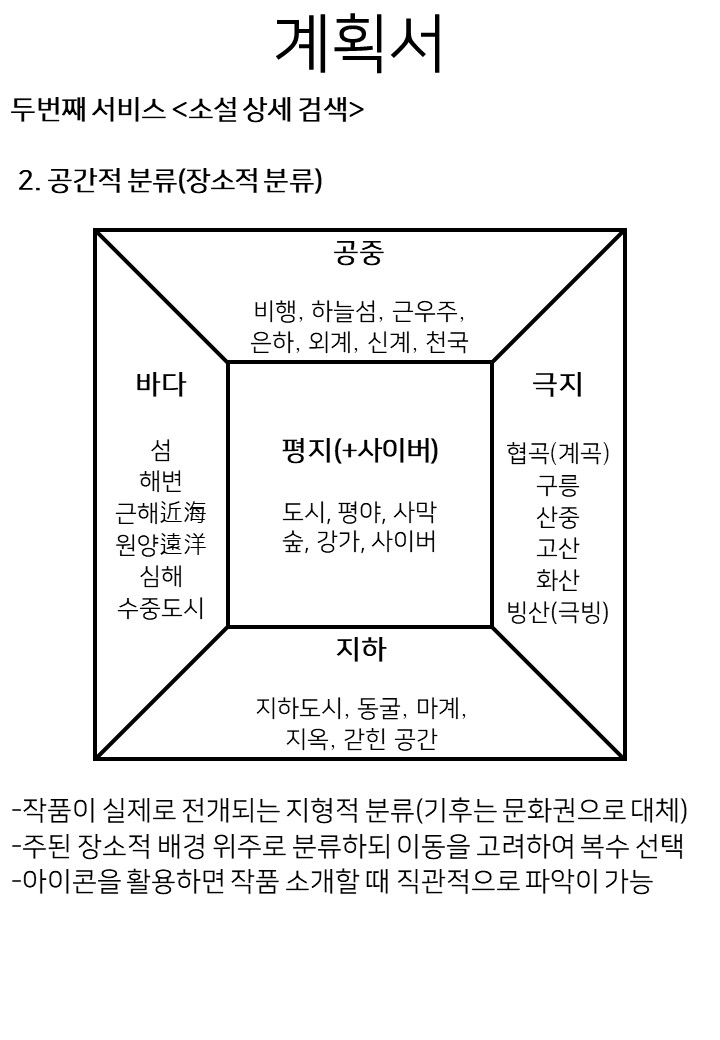 계획서
두번째 서비스 <소설 상세 검색>
2. 공간적 분류(장소적 분류)
공중
비행, 하늘섬, 근우주,
은하, 외계, 신계, 천국
바다
섬
해변
근해近海
원양遠洋
심해
수중도시
평지(+사이버)
도시, 평야, 사막
숲, 강가, 사이버
극지
협곡(계곡)
구릉
산중
고산
화산
빙산(극빙)
지하
지하도시, 동굴, 마계,
지옥, 갇힌 공간
-작품이 실제로 전개되는 지형적 분류(기후는 문화권으로 대체)
-주된 장소적 배경 위주로 분류하되 이동을 고려하여 복수 선택
-아이콘을 활용하면 작품 소개할 때 직관적으로 파악이 가능